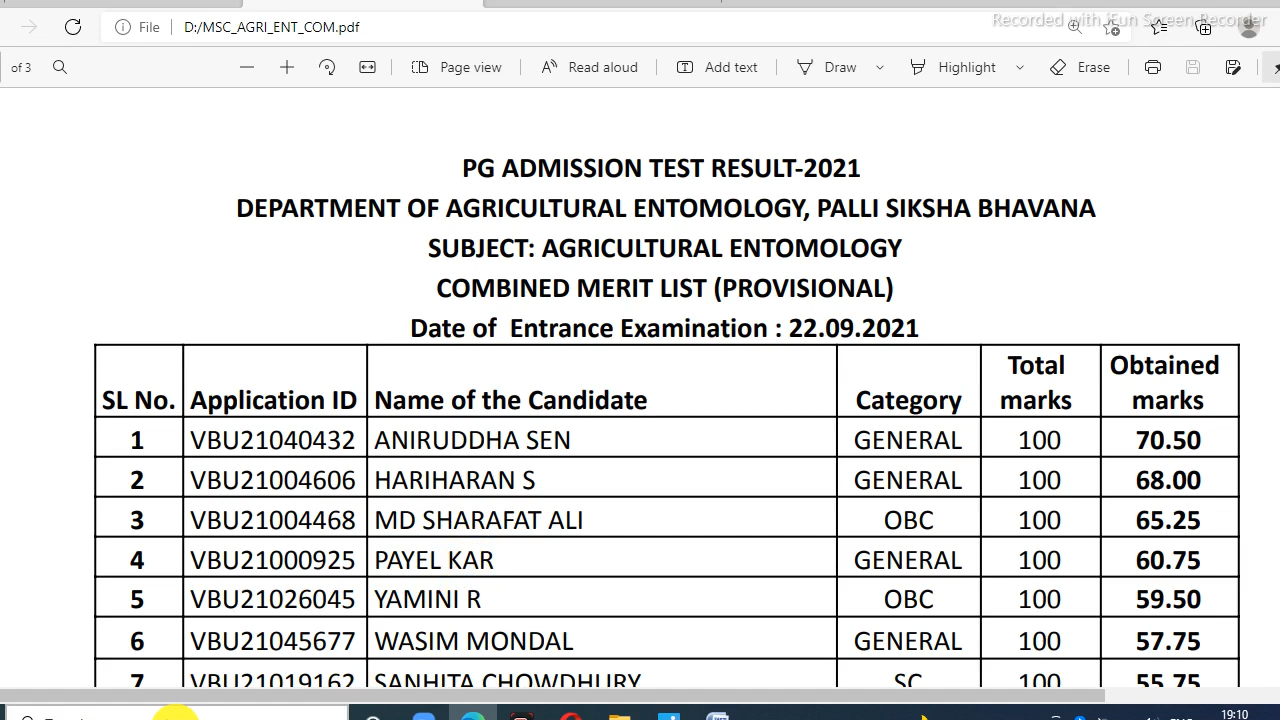 Recorded with iFun Screen Recorder
File D:/MSC_AGRI_ENT_COM.pdf
of 3 Page view Read aloud Add text Draw Highlight Erase
PG ADMISSION TEST RESULT-2021
DEPARTMENT OF AGRICULTURAL ENTOMOLOGY, PALLI SIKSHA BHAVANA
SUBJECT: AGRICULTURAL ENTOMOLOGY
COMBINED MERIT LIST (PROVISIONAL)
Date of Entrance Examination : 22.09.2021
SL No. Application ID Name of the Candidate Category Total marks Obtained marks
1 VBU21040432 ANIRUDDHA SEN GENERAL 100 70.50
2 VBU21004606 HARIHARAN S GENERAL 100 68.00
3 VBU21004468 MD SHARAFAT ALI OBC 100 65.25
4 VBU21000925 PAYEL KAR GENERAL 100 60.75
5 VBU21026045 YAMINI R OBC 100 59.50
6 VBU21045677 WASIM MONDAL GENERAL 100 57.75
7 VBU21019162 SANHITA CHOWDHURY SC 100 55.75
19:10